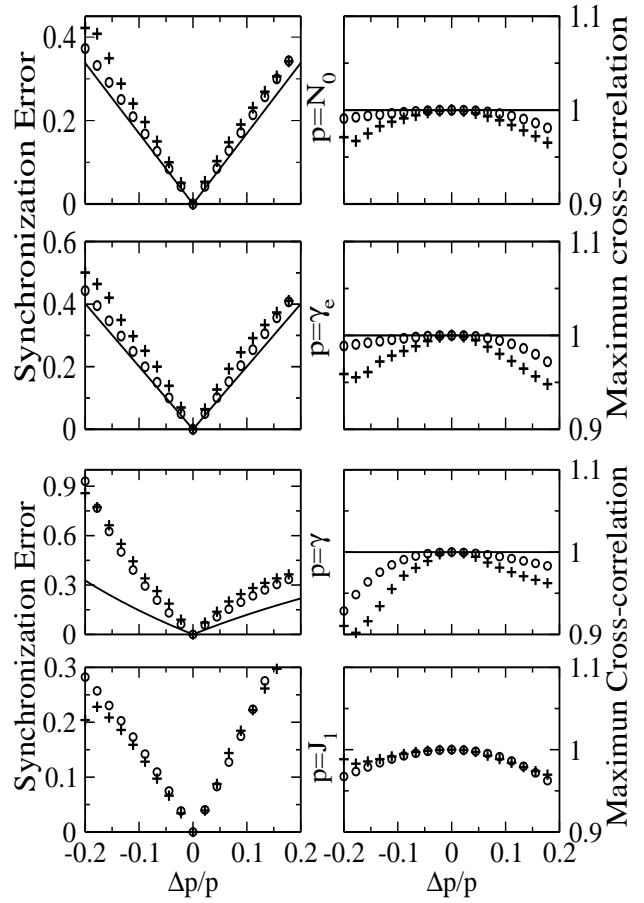 Synchronization Error
0.4
0.2
0
p=N0
1.1
1
0.9
Maximun cross-correlation
0.6
0.4
0.2
0
p=γe
1.1
1
0.9
Synchronization Error
0.9
0.6
0.3
0
p=γ
1.1
1
0.9
Maximun Cross-correlation
0.3
0.2
0.1
0
p=J1
1.1
1
0.9
-0.2 -0.1 0 0.1 0.2
-0.2 -0.1 0 0.1 0.2
Δp/p
Δp/p